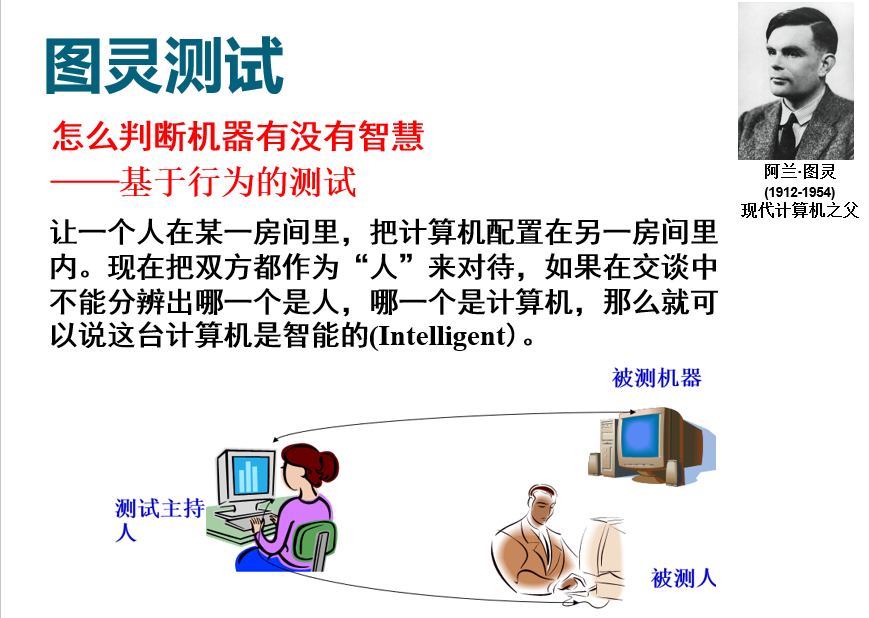 图灵测试
怎么判断机器有没有智慧
——基于行为的测试
让一个人在某一房间里，把计算机配置在另一房间里
内。现在把双方都作为“人”来对待，如果在交谈中
不能分辨出哪一个是人，哪一个是计算机，那么就可
以说这台计算机是智能的(Intelligent)。
阿兰·图灵
(1912-1954)
现代计算机之父
被测机器
测试主持
人
被测人